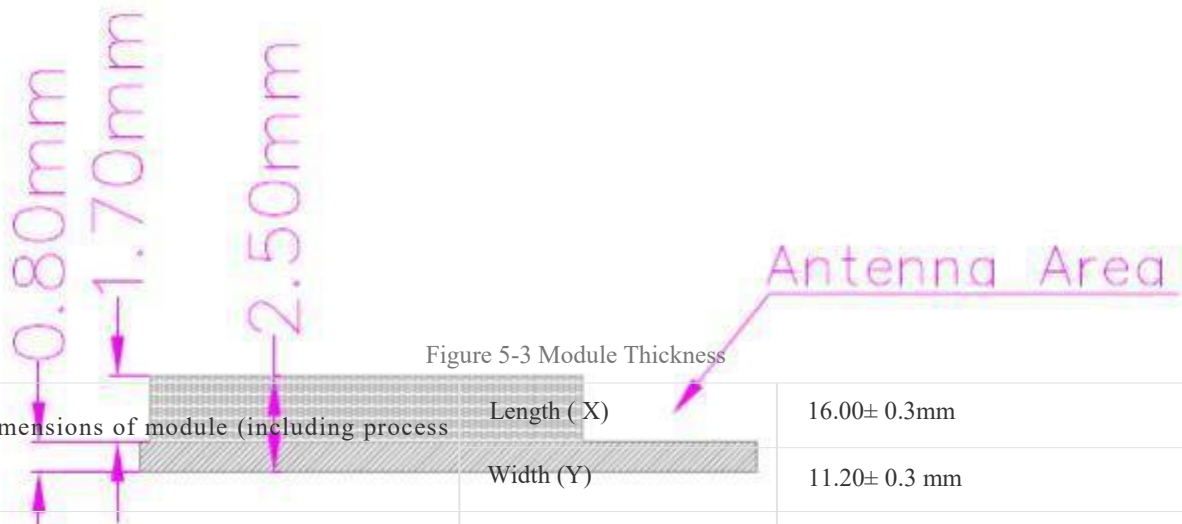 0.80mm
1.70mm
2.50mm
Antenna Area
Figure 5-3 Module Thickness
mensions of module (including process
Length ( X)
16.00± 0.3mm
Width (Y)
11.20± 0.3 mm